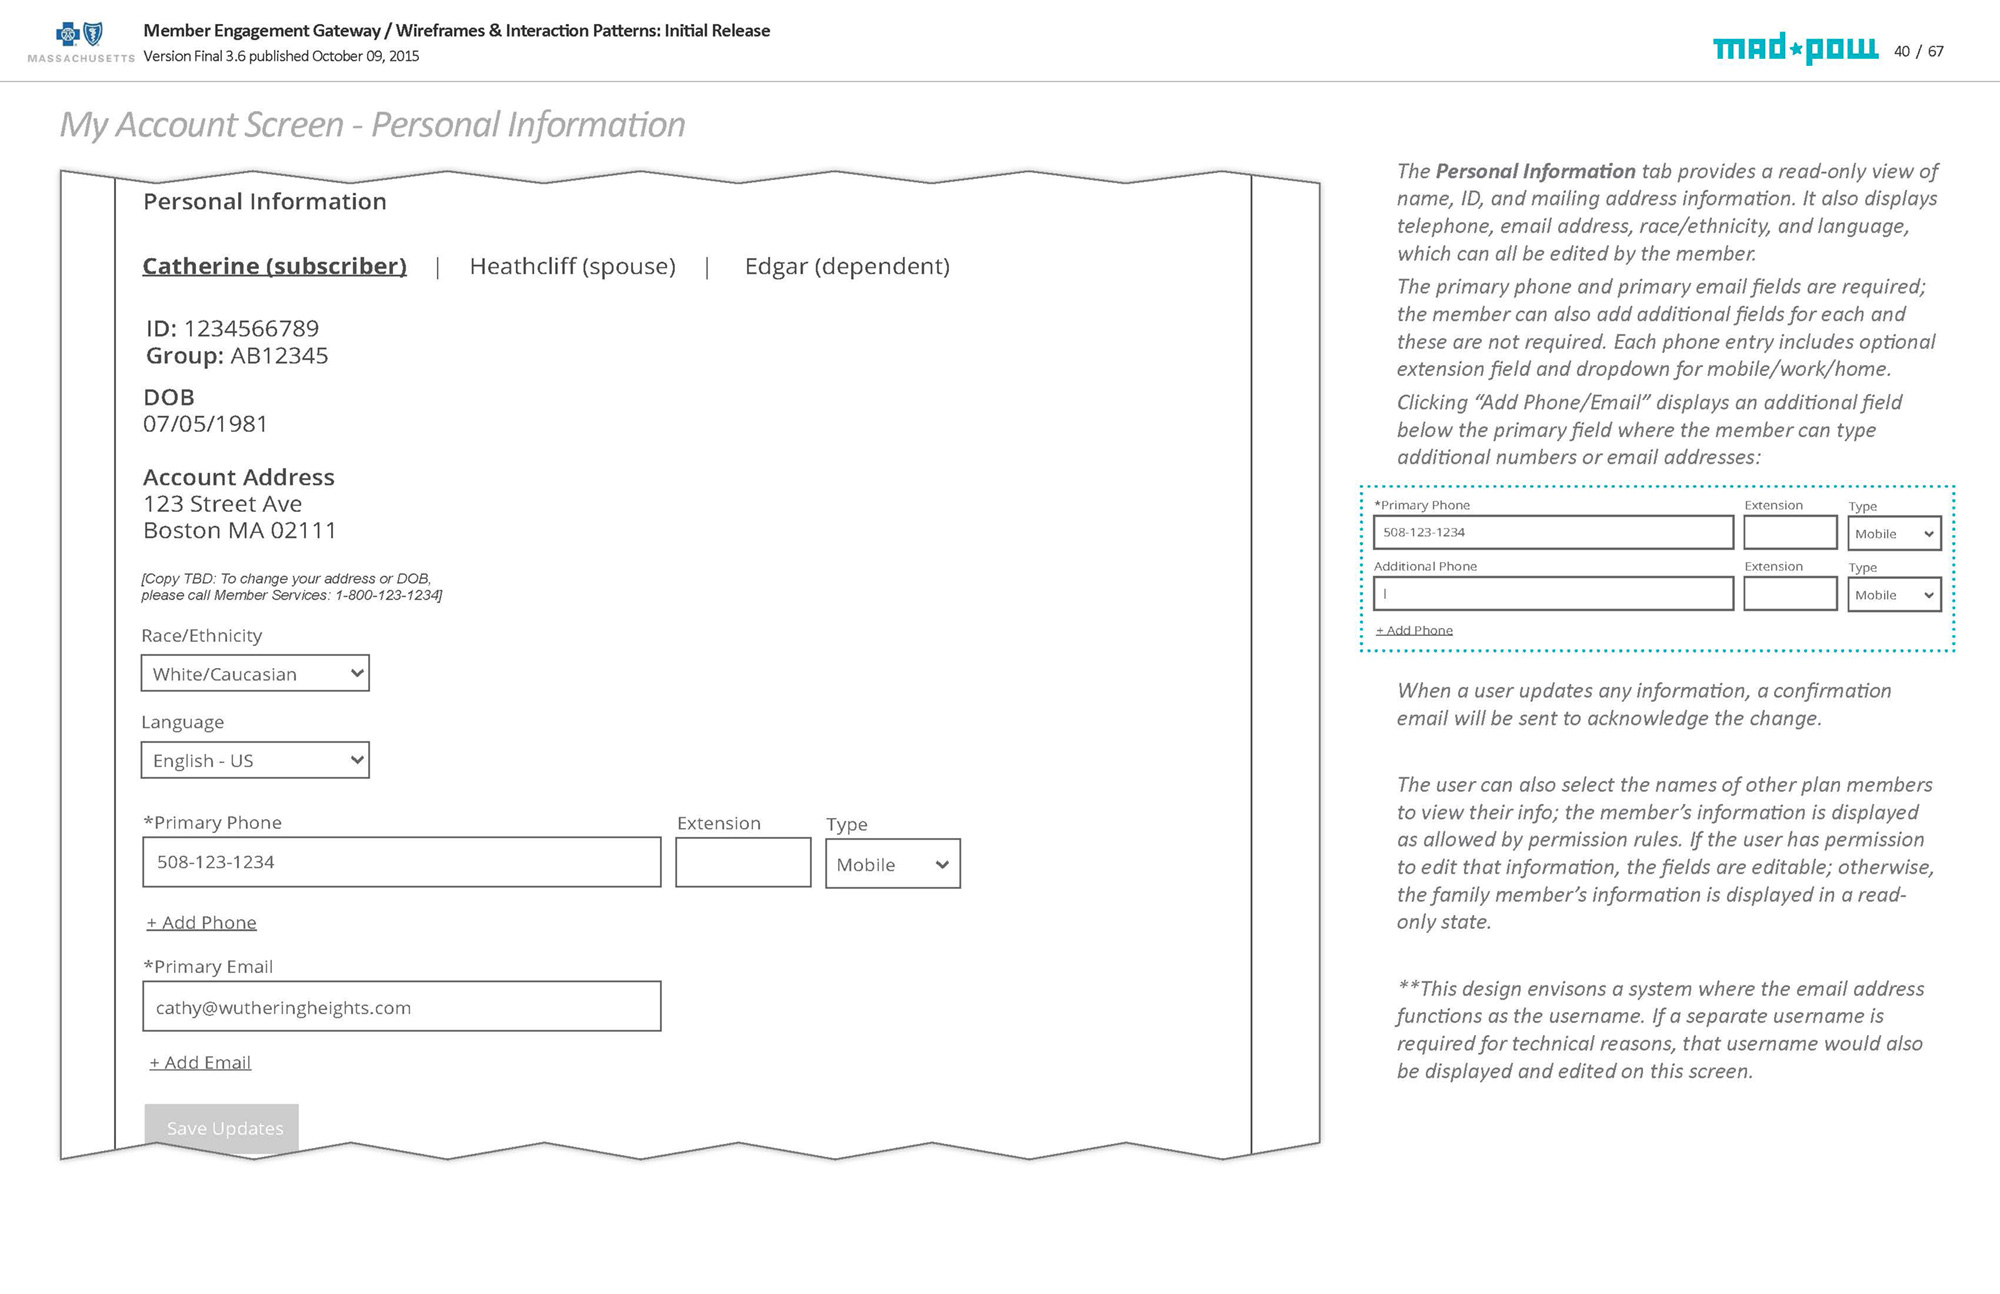 Member Engagement Gateway / Wireframes & Interaction Patterns: Initial Release
MASSACHUSETTS
Version Final 3.6 published October 09, 2015
mad*pow
40 / 67
My Account Screen - Personal Information
Personal Information
Catherine (subscriber) | Heathcliff (spouse) | Edgar (dependent)
ID: 1234566789
Group: AB12345
DOB
07/05/1981
Account Address
123 Street Ave
Boston MA 02111
[Copy TBD: To change your address or DOB,
please call Member Services: 1-800-123-1234]
Race/Ethnicity
White/Caucasian
Language
English - US
*Primary Phone Extension Type
508-123-1234 Mobile
+ Add Phone
*Primary Email
cathy@wutheringheights.com
+ Add Email
Save Updates
The Personal Information tab provides a read-only view of
name, ID, and mailing address information. It also displays
telephone, email address, race/ethnicity, and language,
which can all be edited by the member.
The primary phone and primary email fields are required;
the member can also add additional fields for each and
these are not required. Each phone entry includes optional
extension field and dropdown for mobile/work/home.
Clicking “Add Phone/Email” displays an additional field
below the primary field where the member can type
additional numbers or email addresses:
*Primary Phone Extension Type
508-123-1234 Mobile
Additional Phone Extension Type
| Mobile
+ Add Phone
When a user updates any information, a confirmation
email will be sent to acknowledge the change.
The user can also select the names of other plan members
to view their info; the member’s information is displayed
as allowed by permission rules. If the user has permission
to edit that information, the fields are editable; otherwise,
the family member’s information is displayed in a read-
only state.
**This design envisons a system where the email address
functions as the username. If a separate username is
required for technical reasons, that username would also
be displayed and edited on this screen.